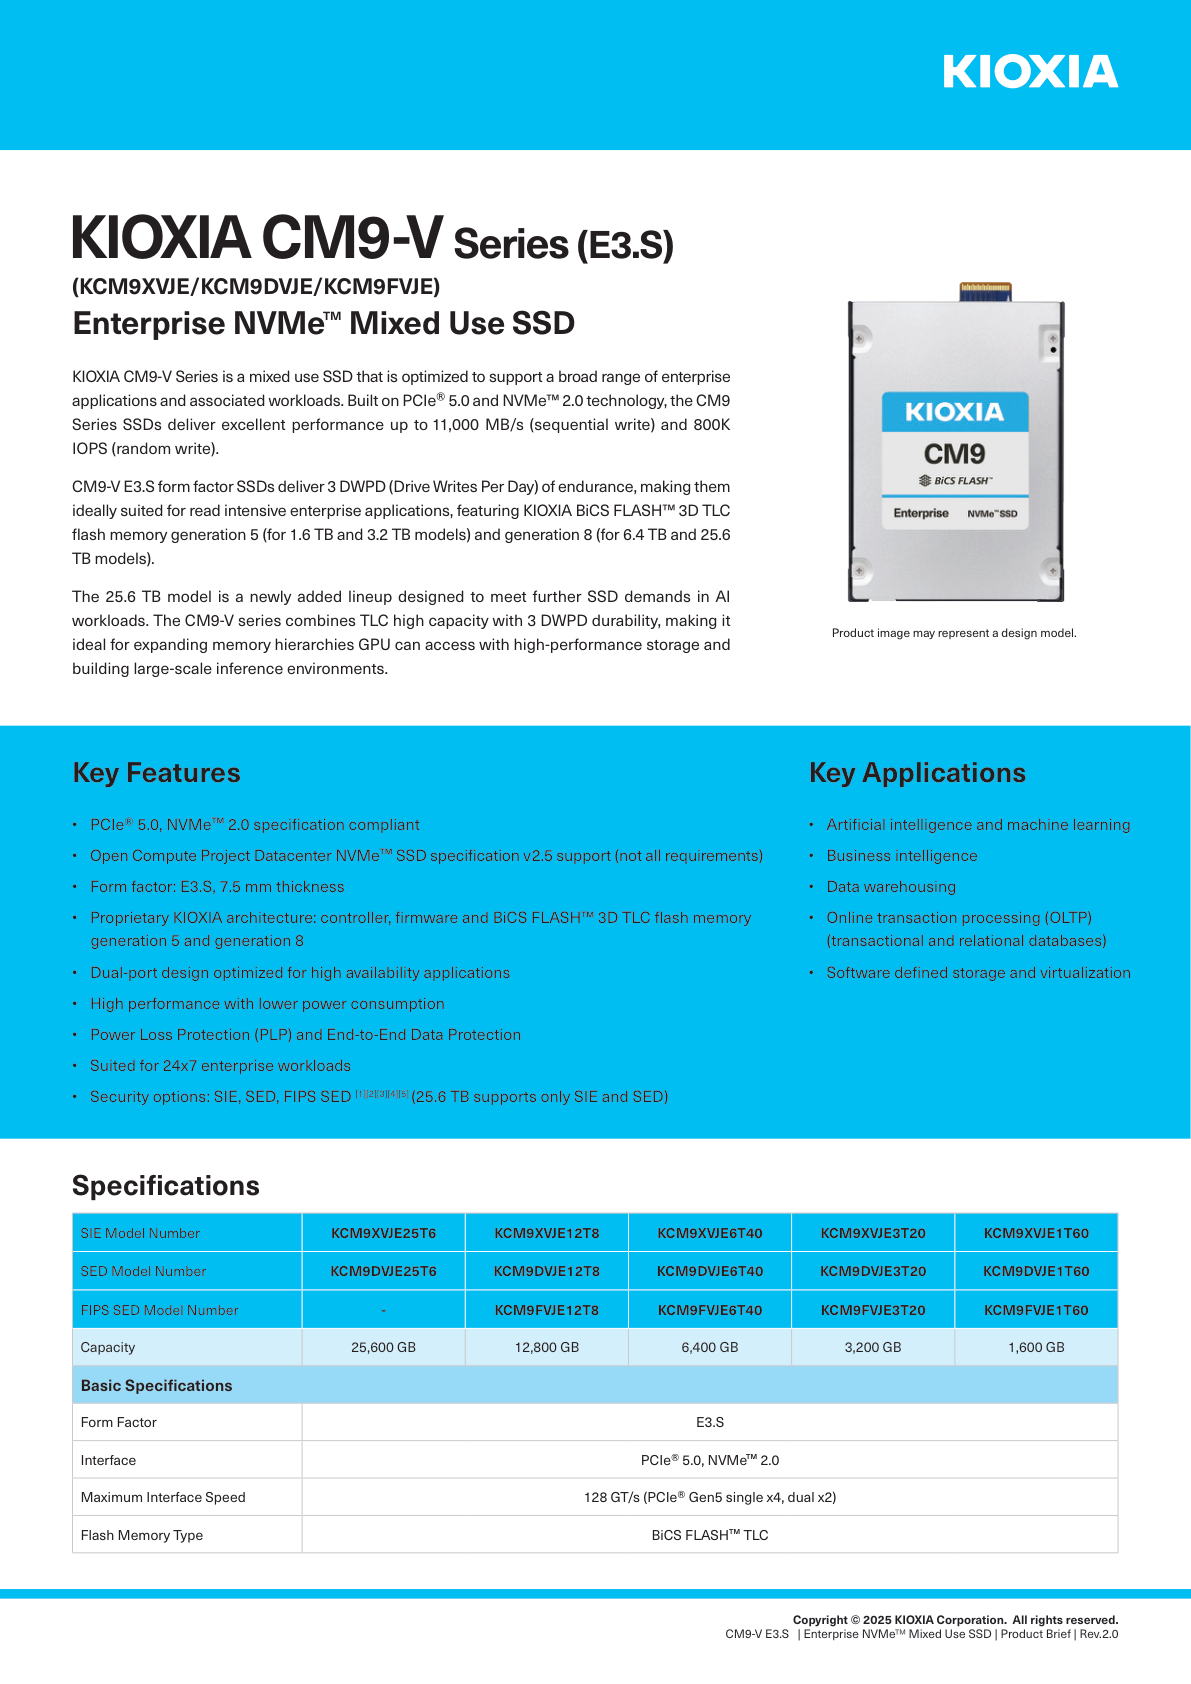 KIOXIA
KIOXIA CM9-V Series (E3.S)
(KCM9XVJE/KCM9DVJE/KCM9FVJE)
Enterprise NVMe™ Mixed Use SSD
KIOXIA CM9-V Series is a mixed use SSD that is optimized to support a broad range of enterprise
applications and associated workloads. Built on PCIe® 5.0 and NVMe™ 2.0 technology, the CM9
Series SSDs deliver excellent performance up to 11,000 MB/s (sequential write) and 800K
IOPS (random write).
CM9-V E3.S form factor SSDs deliver 3 DWPD (Drive Writes Per Day) of endurance, making them
ideally suited for read intensive enterprise applications, featuring KIOXIA BiCS FLASH™ 3D TLC
flash memory generation 5 (for 1.6 TB and 3.2 TB models) and generation 8 (for 6.4 TB and 25.6
TB models).
The 25.6 TB model is a newly added lineup designed to meet further SSD demands in AI
workloads. The CM9-V series combines TLC high capacity with 3 DWPD durability, making it
ideal for expanding memory hierarchies GPU can access with high-performance storage and
building large-scale inference environments.
KIOXIA
CM9
BiCS FLASH™
Enterprise NVMe™SSD
Product image may represent a design model.
Key Features
• PCIe® 5.0, NVMe™ 2.0 specification compliant
• Open Compute Project Datacenter NVMe™ SSD specification v2.5 support (not all requirements)
• Form factor: E3.S, 7.5 mm thickness
• Proprietary KIOXIA architecture: controller, firmware and BiCS FLASH™ 3D TLC flash memory
generation 5 and generation 8
• Dual-port design optimized for high availability applications
• High performance with lower power consumption
• Power Loss Protection (PLP) and End-to-End Data Protection
• Suited for 24x7 enterprise workloads
• Security options: SIE, SED, FIPS SED [1][2][3][4][5] (25.6 TB supports only SIE and SED)
Key Applications
• Artificial intelligence and machine learning
• Business intelligence
• Data warehousing
• Online transaction processing (OLTP)
(transactional and relational databases)
• Software defined storage and virtualization
Specifications
SIE Model Number KCM9XVJE25T6 KCM9XVJE12T8 KCM9XVJE6T40 KCM9XVJE3T20 KCM9XVJE1T60
SED Model Number KCM9DVJE25T6 KCM9DVJE12T8 KCM9DVJE6T40 KCM9DVJE3T20 KCM9DVJE1T60
FIPS SED Model Number - KCM9FVJE12T8 KCM9FVJE6T40 KCM9FVJE3T20 KCM9FVJE1T60
Capacity 25,600 GB 12,800 GB 6,400 GB 3,200 GB 1,600 GB
Basic Specifications
Form Factor E3.S
Interface PCIe® 5.0, NVMe™ 2.0
Maximum Interface Speed 128 GT/s (PCIe® Gen5 single x4, dual x2)
Flash Memory Type BiCS FLASH™ TLC
Copyright © 2025 KIOXIA Corporation. All rights reserved.
CM9-V E3.S | Enterprise NVMe™ Mixed Use SSD | Product Brief | Rev.2.0